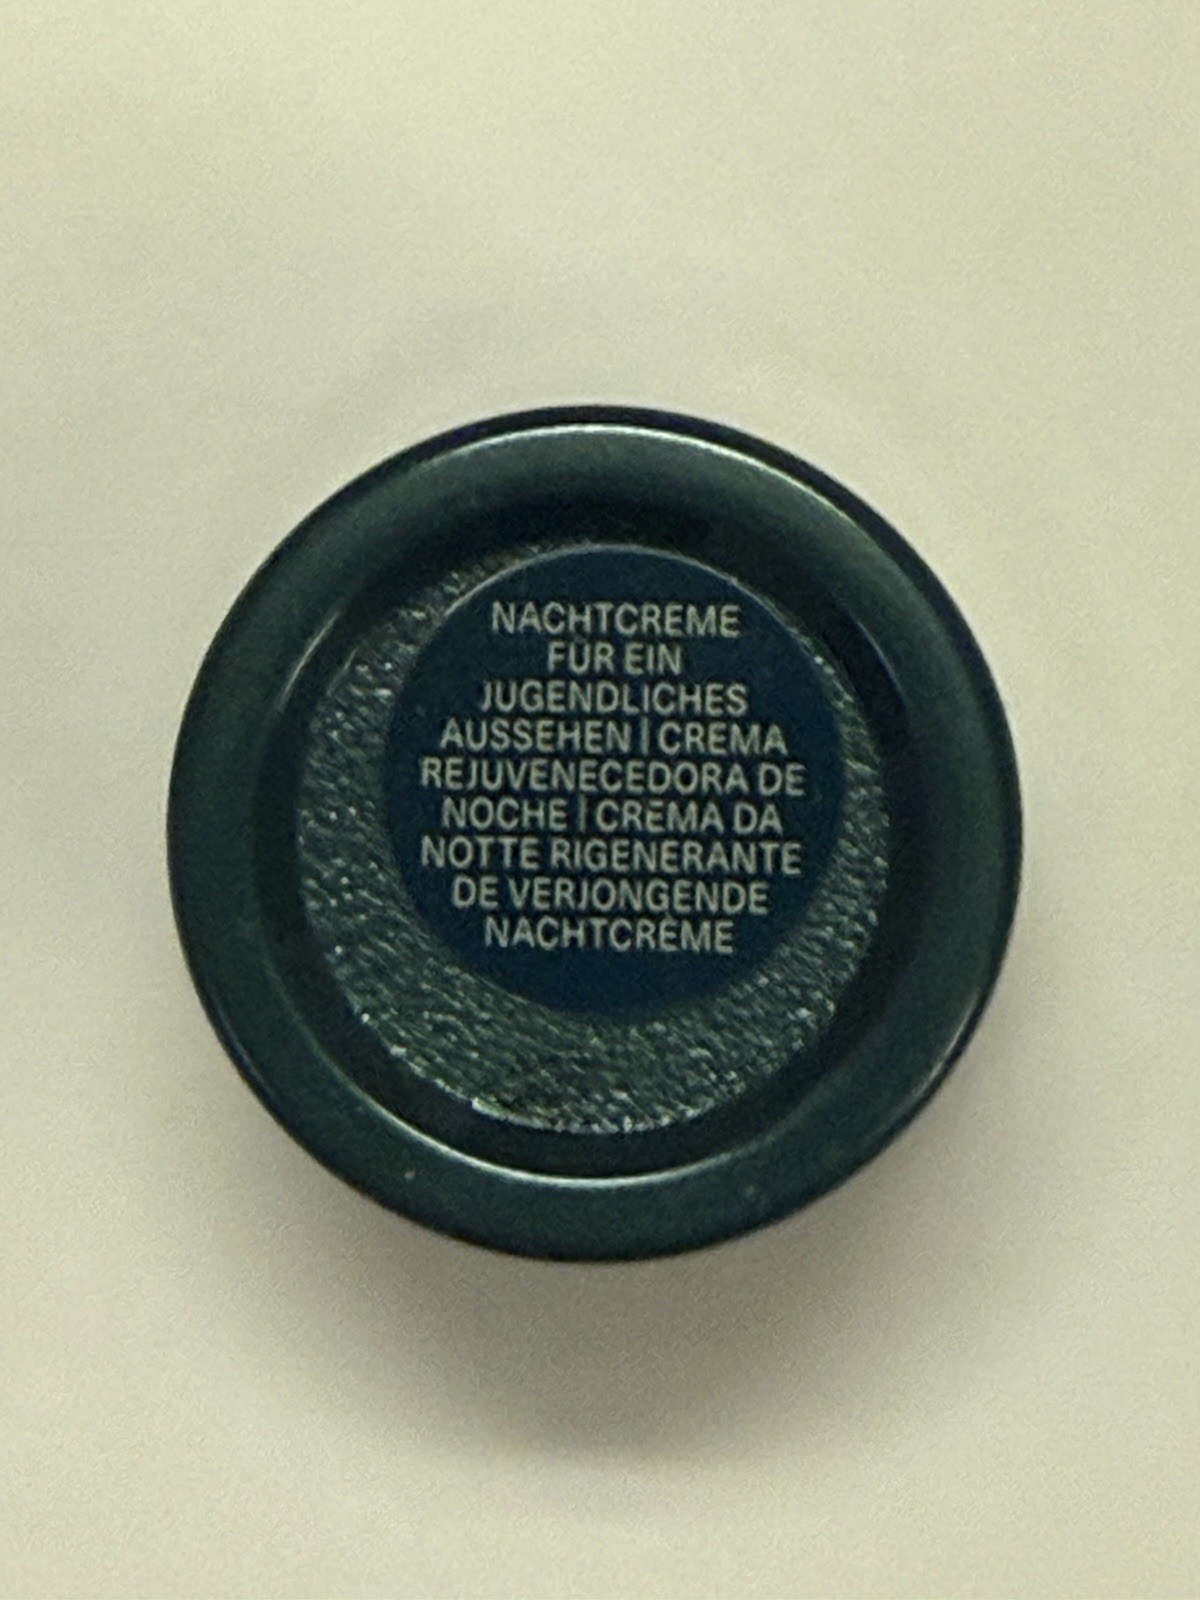 NACHTCREME
FÜR EIN
JUGENDLICHES
AUSSEHEN | CREMA
REJUVENECEDORA DE
NOCHE | CREMA DA
NOTTE RIGENERANTE
DE VERJONGENDE
NACHTCRÈME